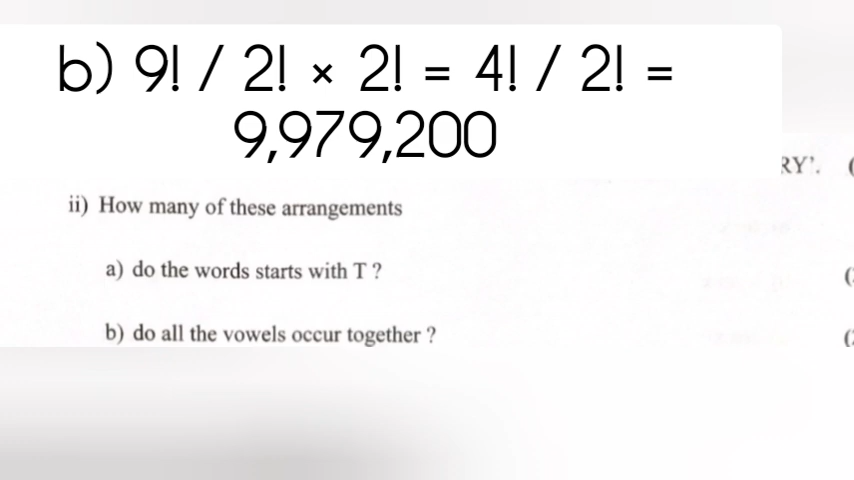 b) 9! / 2! × 2! = 4! / 2! =
9,979,200
RY'. (
ii) How many of these arrangements
a) do the words starts with T ? (
b) do all the vowels occur together ? (